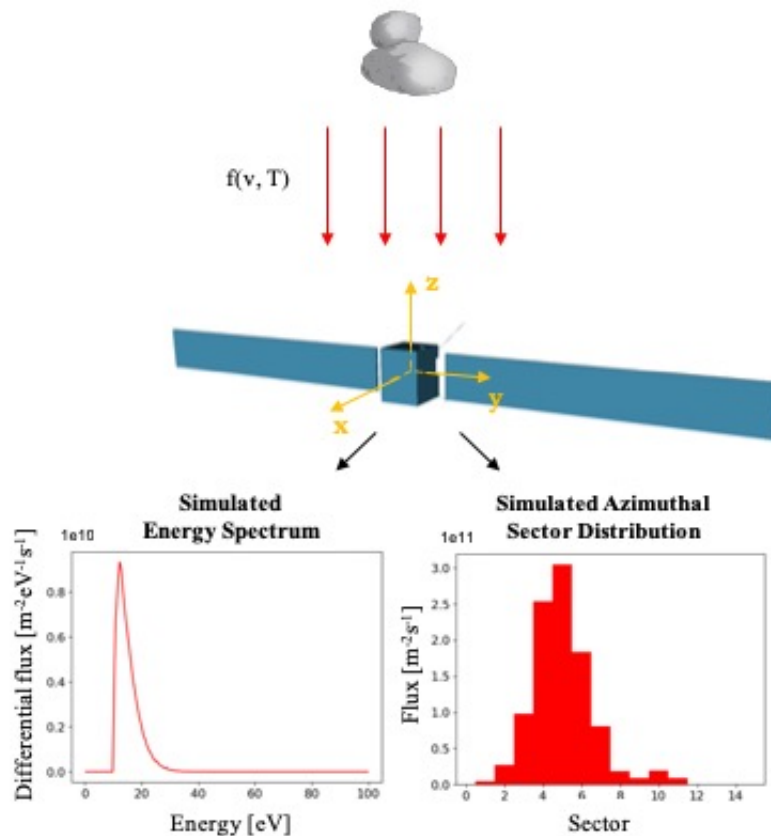 f(v, T)
z
y
x
Simulated
Energy Spectrum
1e10
Differential flux [m⁻²eV⁻¹s⁻¹]
0.8
0.6
0.4
0.2
0.0
0 20 40 60 80 100
Energy [eV]
Simulated Azimuthal
Sector Distribution
1e11
Flux [m⁻²s⁻¹]
3.0
2.5
2.0
1.5
1.0
0.5
0.0
0 2 4 6 8 10 12 14
Sector